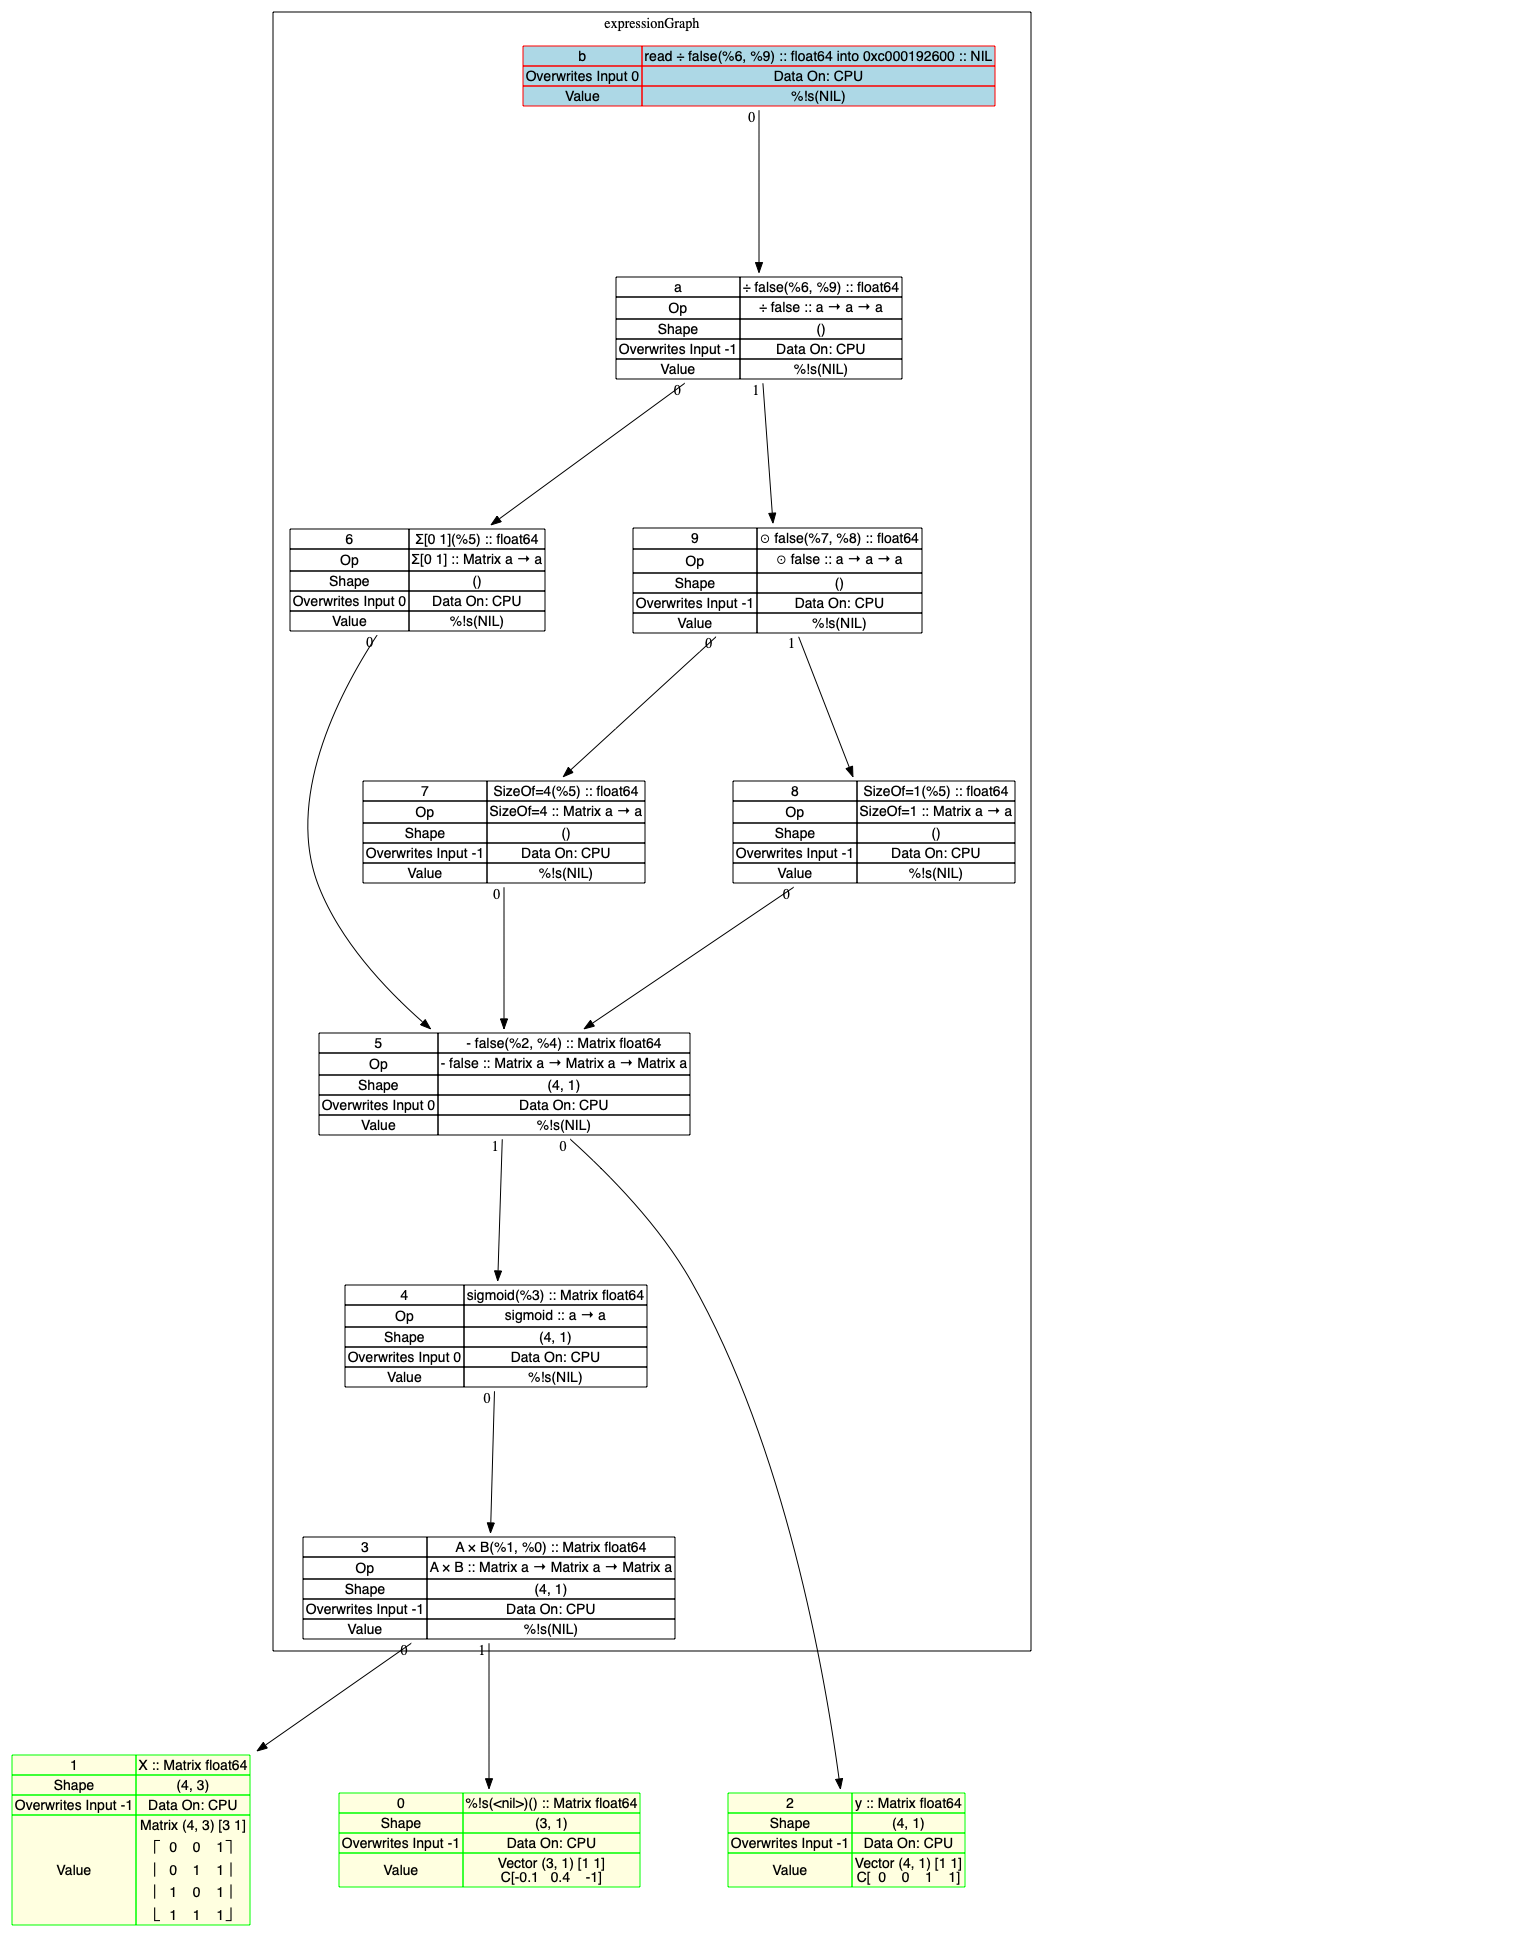 expressionGraph
b read ÷ false(%6, %9) :: float64 into 0xc000192600 :: NIL
Overwrites Input 0 Data On: CPU
Value %!s(NIL)
0
a ÷ false(%6, %9) :: float64
Op ÷ false :: a → a → a
Shape ()
Overwrites Input -1 Data On: CPU
Value %!s(NIL)
0 1
6 Σ[0 1](%5) :: float64
Op Σ[0 1] :: Matrix a → a
Shape ()
Overwrites Input 0 Data On: CPU
Value %!s(NIL)
0
9 ⊙ false(%7, %8) :: float64
Op ⊙ false :: a → a → a
Shape ()
Overwrites Input -1 Data On: CPU
Value %!s(NIL)
0 1
7 SizeOf=4(%5) :: float64
Op SizeOf=4 :: Matrix a → a
Shape ()
Overwrites Input -1 Data On: CPU
Value %!s(NIL)
0
8 SizeOf=1(%5) :: float64
Op SizeOf=1 :: Matrix a → a
Shape ()
Overwrites Input -1 Data On: CPU
Value %!s(NIL)
0
5 - false(%2, %4) :: Matrix float64
Op - false :: Matrix a → Matrix a → Matrix a
Shape (4, 1)
Overwrites Input 0 Data On: CPU
Value %!s(NIL)
1 0
4 sigmoid(%3) :: Matrix float64
Op sigmoid :: a → a
Shape (4, 1)
Overwrites Input 0 Data On: CPU
Value %!s(NIL)
0
3 A × B(%1, %0) :: Matrix float64
Op A × B :: Matrix a → Matrix a → Matrix a
Shape (4, 1)
Overwrites Input -1 Data On: CPU
Value %!s(NIL)
0 1
1 X :: Matrix float64
Shape (4, 3)
Overwrites Input -1 Data On: CPU
Value Matrix (4, 3) [3 1]
⎡ 0 0 1⎤
⎢ 0 1 1⎥
⎢ 1 0 1⎥
⎣ 1 1 1⎦
0 %!s(<nil>)() :: Matrix float64
Shape (3, 1)
Overwrites Input -1 Data On: CPU
Value Vector (3, 1) [1 1]
C[-0.1 0.4 -1]
2 y :: Matrix float64
Shape (4, 1)
Overwrites Input -1 Data On: CPU
Value Vector (4, 1) [1 1]
C[ 0 0 1 1]